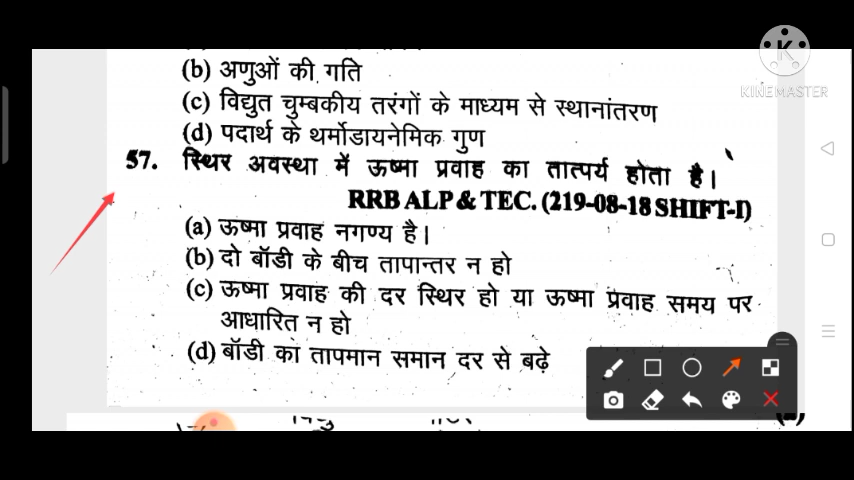 K
KINEMASTER
(b) अणुओं की गति
(c) विद्युत चुम्बकीय तरंगों के माध्यम से स्थानांतरण
(d) पदार्थ के थर्मोडायनेमिक गुण
57. स्थिर अवस्था में ऊष्मा प्रवाह का तात्पर्य होता है।
RRB ALP & TEC. (219-08-18 SHIFT-I)
(a) ऊष्मा प्रवाह नगण्य है।
(b) दो बॉडी के बीच तापान्तर न हो
(c) ऊष्मा प्रवाह की दर स्थिर हो या ऊष्मा प्रवाह समय पर
आधारित न हो
(d) बॉडी का तापमान समान दर से बढ़े